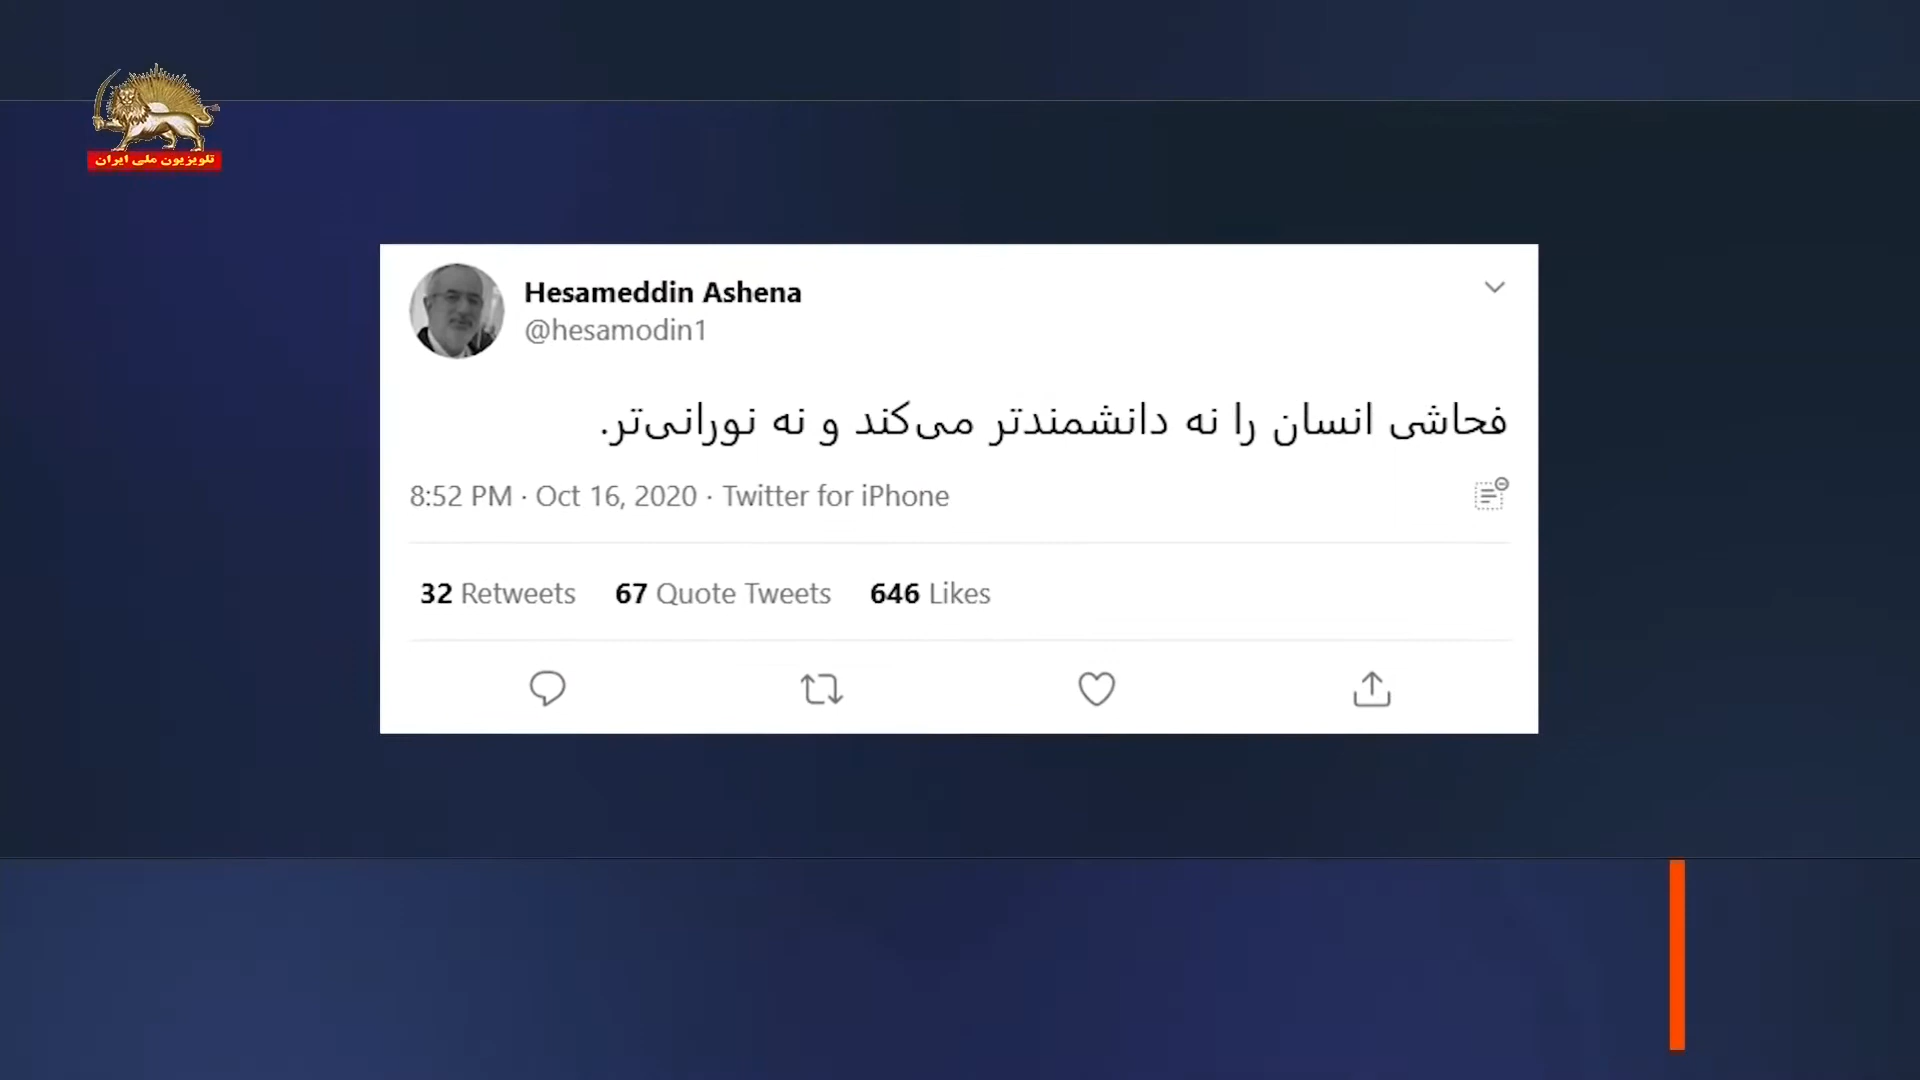 تلویزیون ملی ایران
Hesameddin Ashena
@hesamodin1
فحاشی انسان را نه دانشمندتر می‌کند و نه نورانی‌تر.
8:52 PM · Oct 16, 2020 · Twitter for iPhone
32 Retweets 67 Quote Tweets 646 Likes